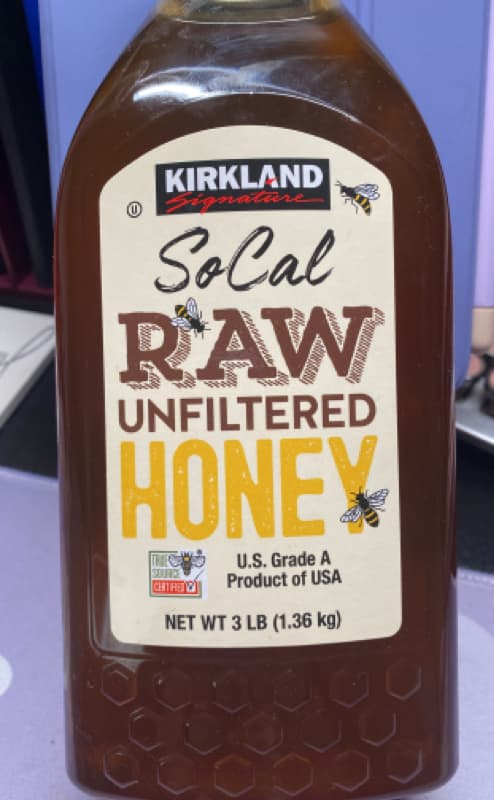 KIRKLAND
Signature
U
SoCal
RAW
UNFILTERED
HONEY
TRUE
SOURCE
CERTIFIED
®
U.S. Grade A
Product of USA
NET WT 3 LB (1.36 kg)